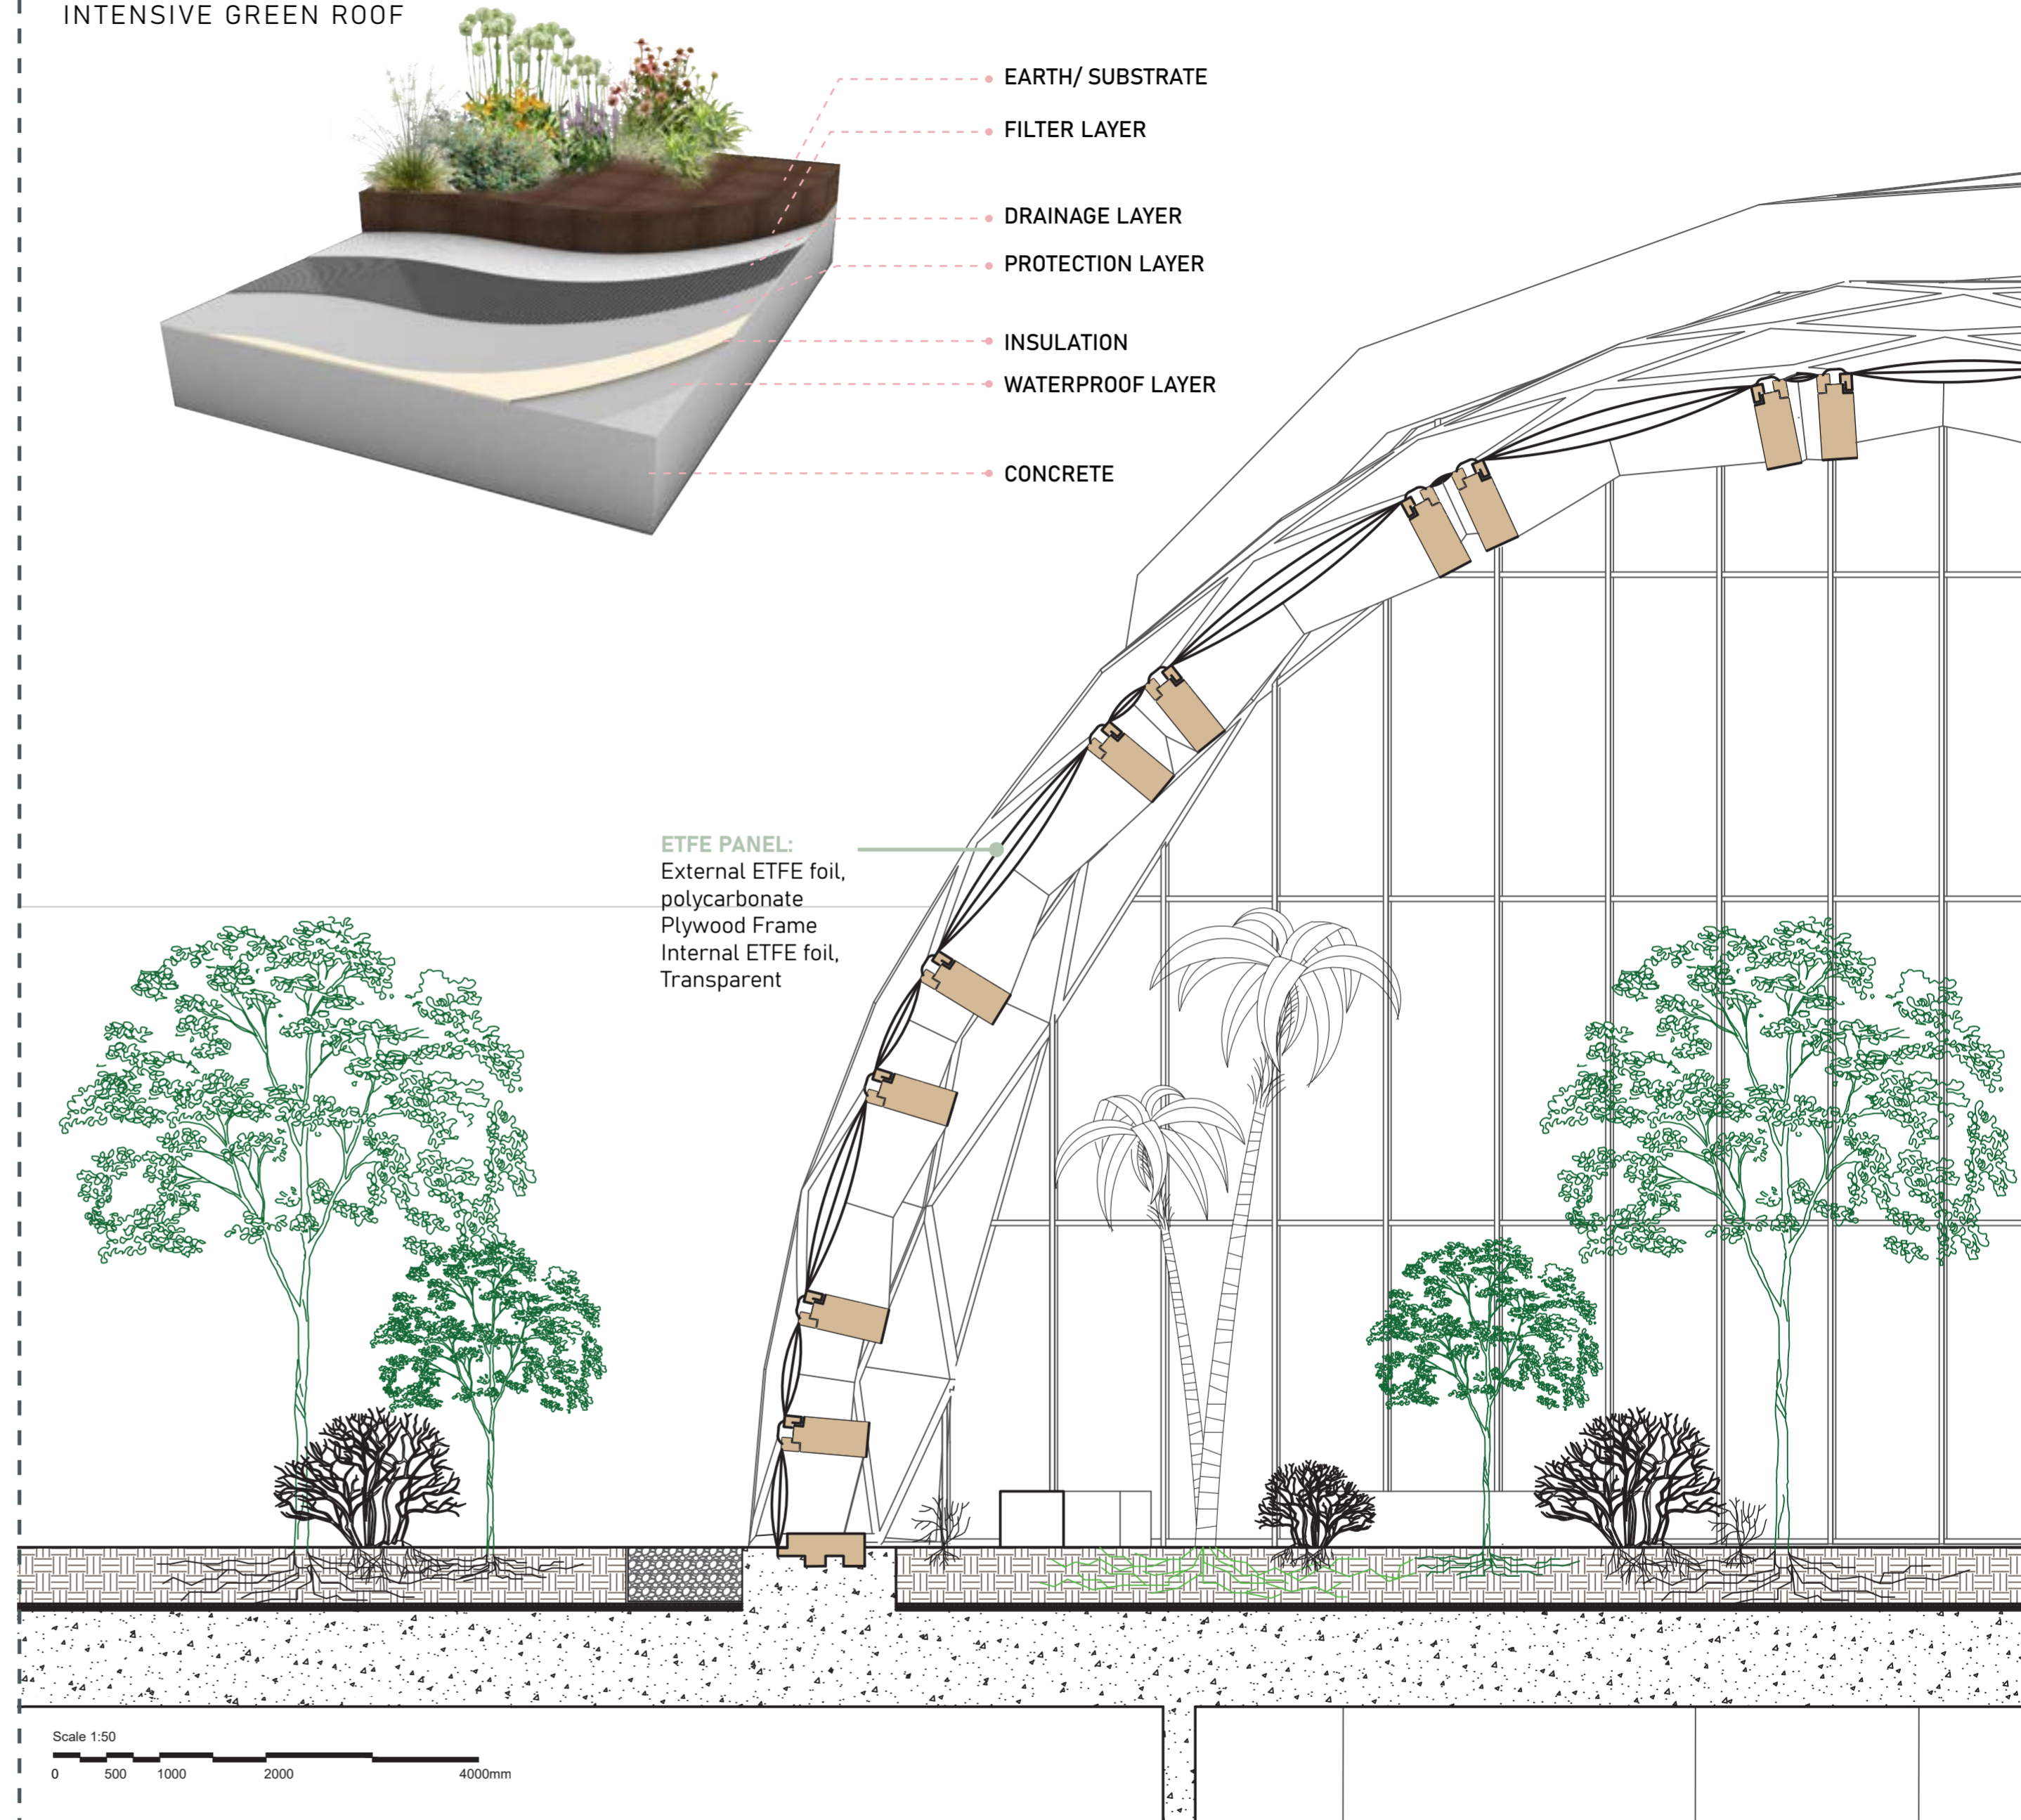 INTENSIVE GREEN ROOF
EARTH/ SUBSTRATE
FILTER LAYER
DRAINAGE LAYER
PROTECTION LAYER
INSULATION
WATERPROOF LAYER
CONCRETE
ETFE PANEL:
External ETFE foil,
polycarbonate
Plywood Frame
Internal ETFE foil,
Transparent
Scale 1:50
0 500 1000 2000 4000mm